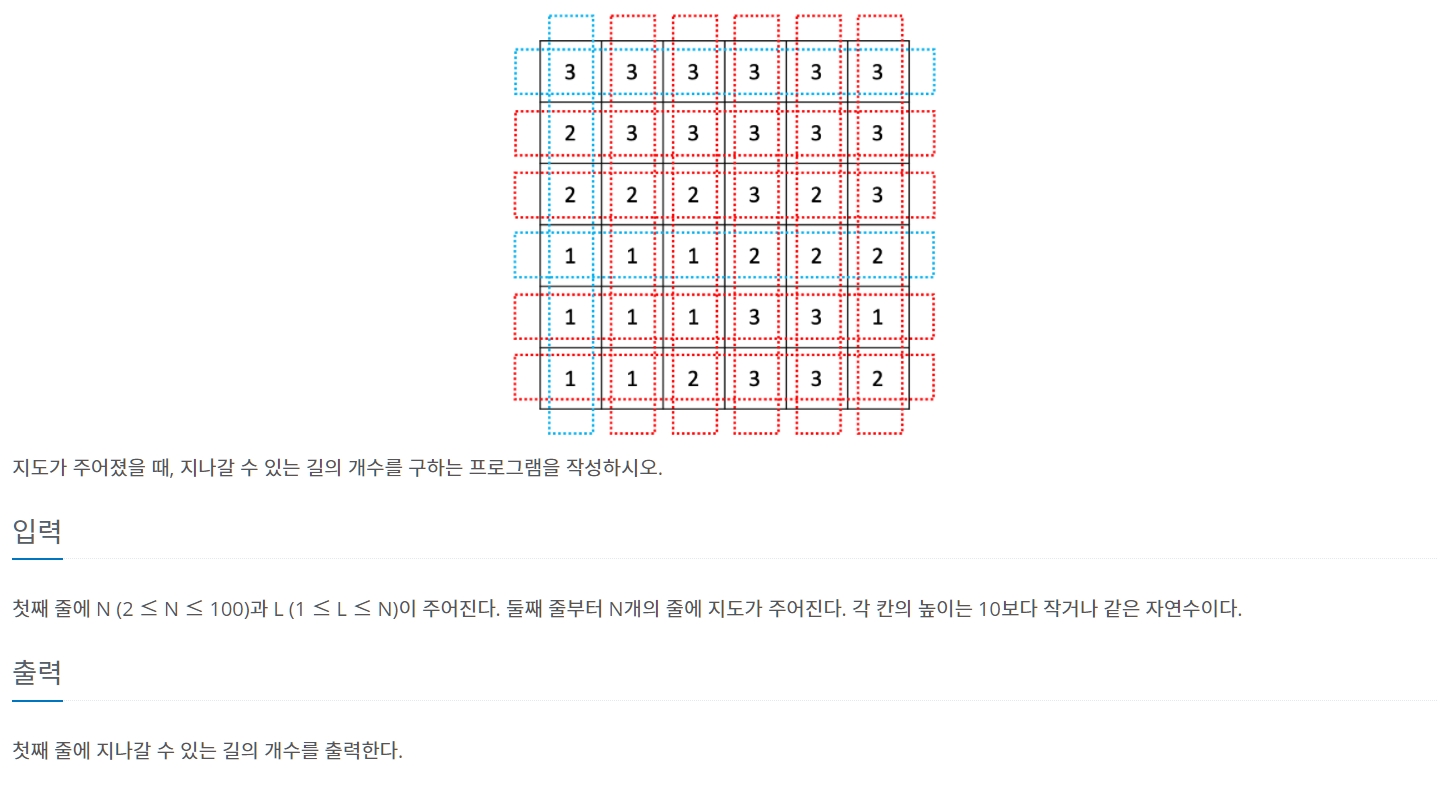 3 3 3 3 3 3
2 3 3 3 3 3
2 2 2 3 2 3
1 1 1 2 2 2
1 1 1 3 3 1
1 1 2 3 3 2
지도가 주어졌을 때, 지나갈 수 있는 길의 개수를 구하는 프로그램을 작성하시오.
입력
첫째 줄에 N (2 ≤ N ≤ 100)과 L (1 ≤ L ≤ N)이 주어진다. 둘째 줄부터 N개의 줄에 지도가 주어진다. 각 칸의 높이는 10보다 작거나 같은 자연수이다.
출력
첫째 줄에 지나갈 수 있는 길의 개수를 출력한다.